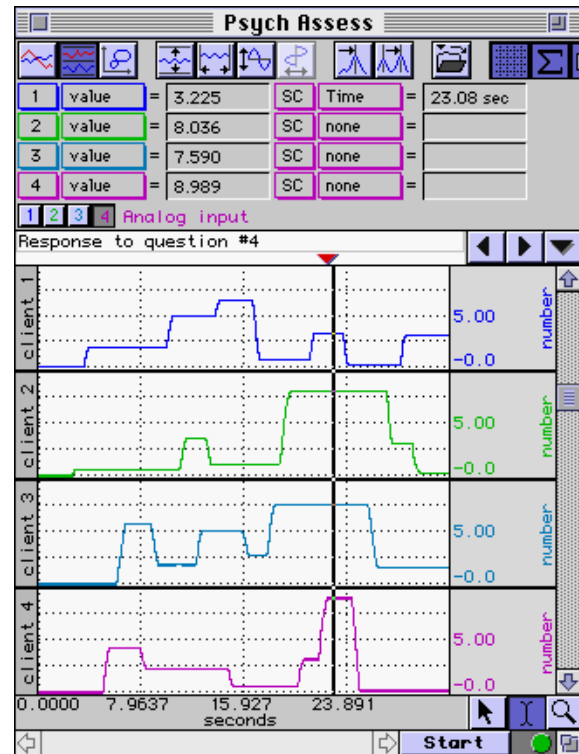 Psych Assess
1 value = 3.225 SC Time = 23.08 sec
2 value = 8.036 SC none =
3 value = 7.590 SC none =
4 value = 8.989 SC none =
1 2 3 4 Analog input
Response to question #4
client 1
5.00
-0.0
number
client 2
5.00
-0.0
number
client 3
5.00
-0.0
number
client 4
5.00
number
0.0000 7.9637 15.927 23.891
seconds
Start